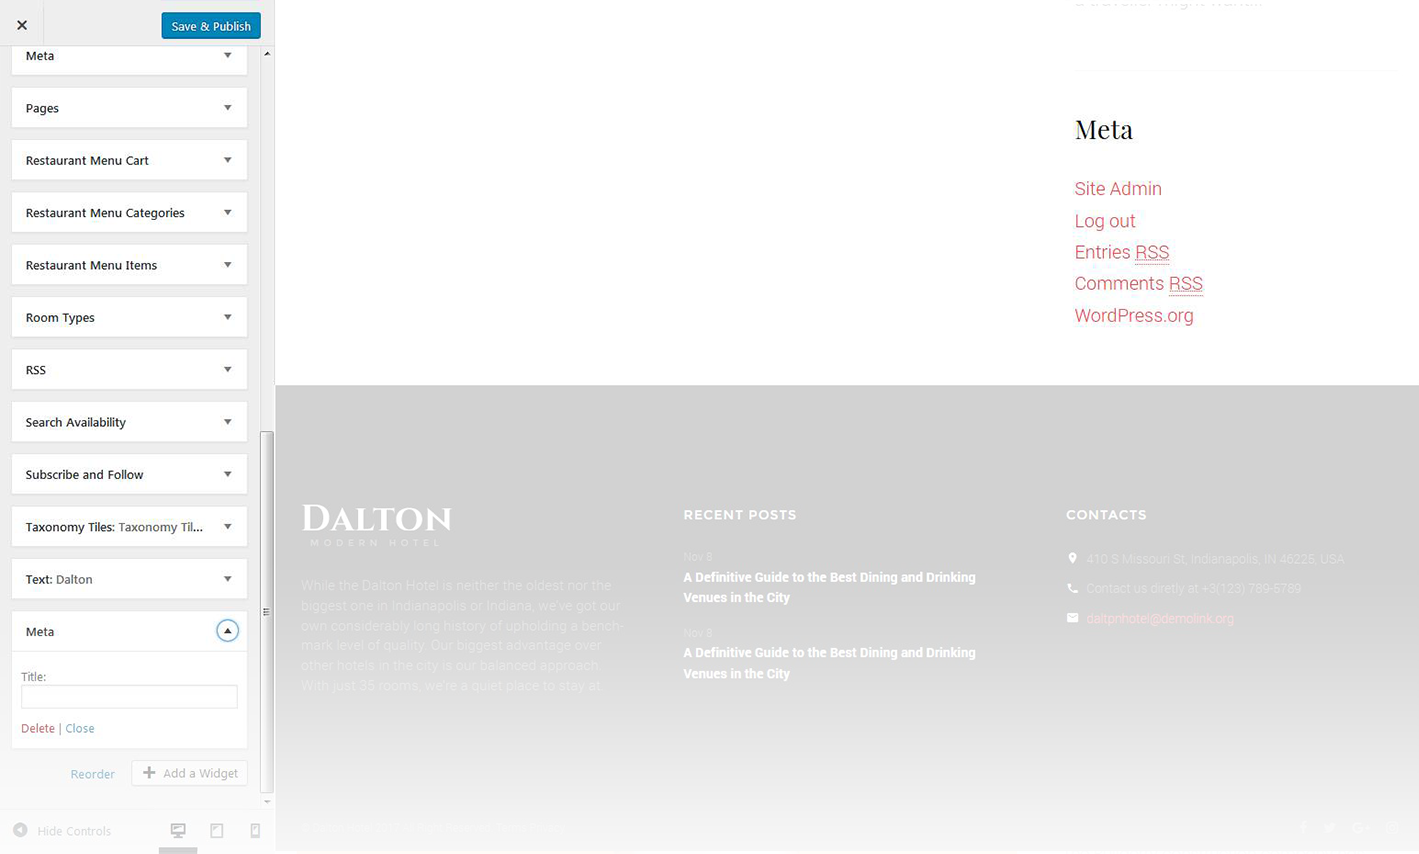 Save & Publish
Meta
Pages
Restaurant Menu Cart
Restaurant Menu Categories
Restaurant Menu Items
Room Types
RSS
Search Availability
Subscribe and Follow
Taxonomy Tiles: Taxonomy Til...
Text: Dalton
Meta
Title:
Delete | Close
Reorder
Add a Widget
Hide Controls
Meta
Site Admin
Log out
Entries RSS
Comments RSS
WordPress.org
DALTON
MODERN HOTEL
While the Dalton Hotel is neither the oldest nor the
biggest one in Indianapolis or Indiana, we've got our
own considerably long history of upholding a bench-
mark level of quality. Our biggest advantage over
other hotels in the city is our balanced approach.
With just 35 rooms, we're a quiet place to stay at
RECENT POSTS
Nov 8
A Definitive Guide to the Best Dining and Drinking
Venues in the City
Nov 8
A Definitive Guide to the Best Dining and Drinking
Venues in the City
CONTACTS
410 S Missouri St, Indianapolis, IN 46225, USA
Contact us diretly at +3(123) 789-5789
daltpnhotel@demolink.org